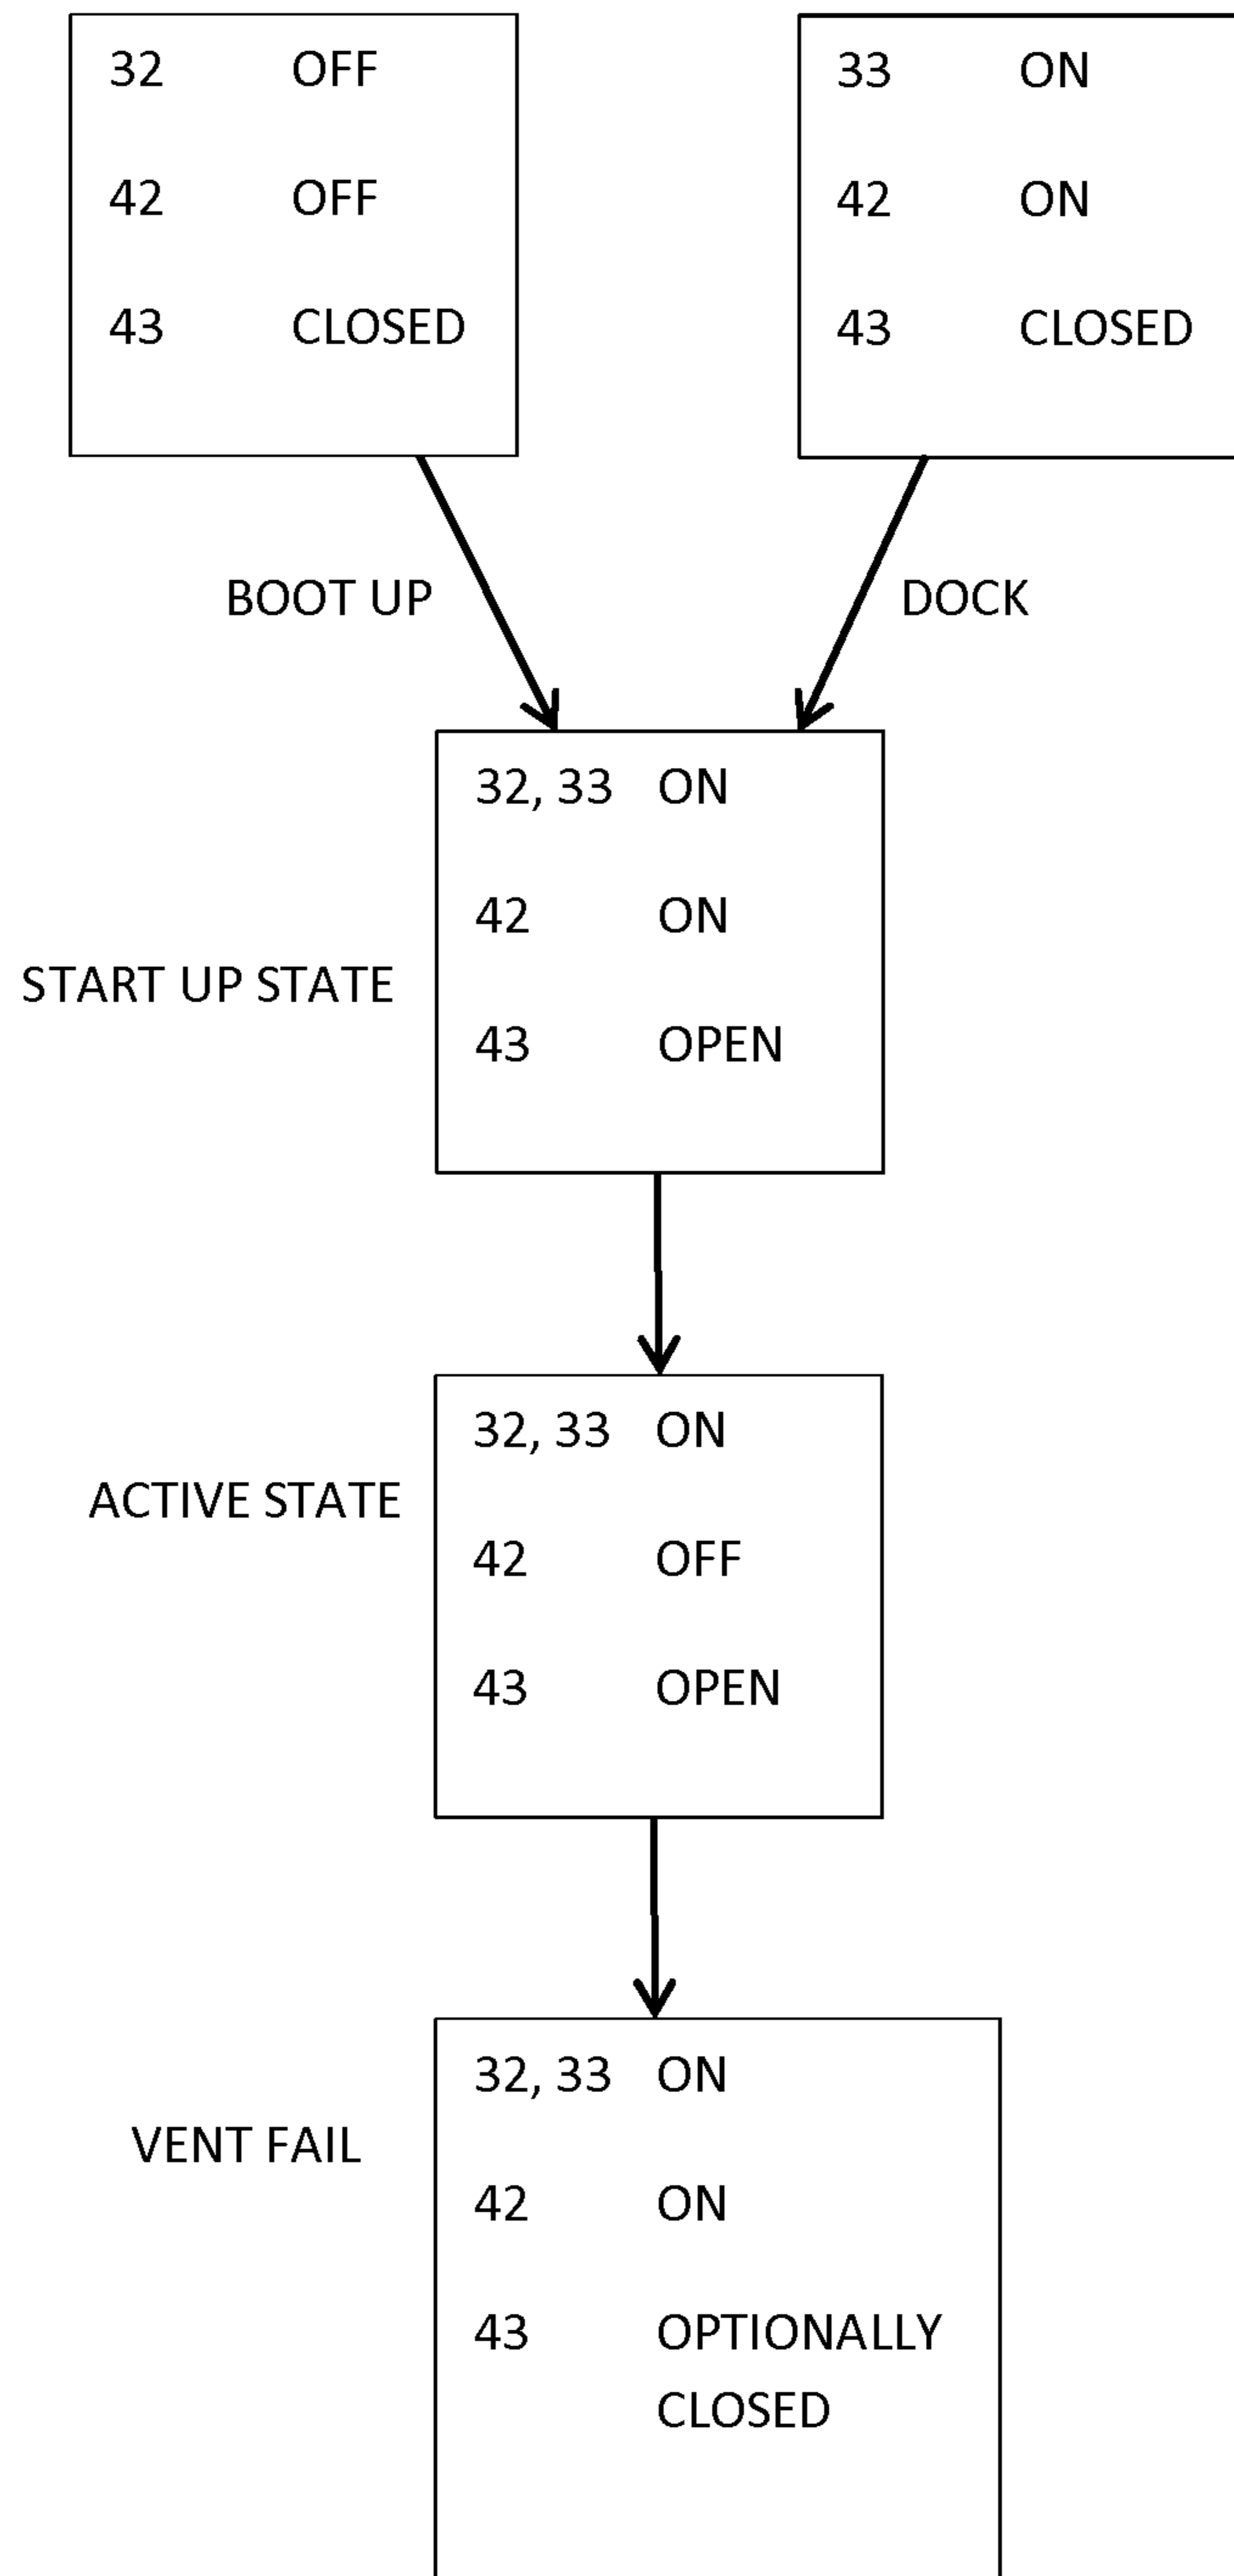 32 OFF
42 OFF
43 CLOSED
33 ON
42 ON
43 CLOSED
BOOT UP
DOCK
32, 33 ON
42 ON
START UP STATE
43 OPEN
32, 33 ON
ACTIVE STATE
42 OFF
43 OPEN
32, 33 ON
VENT FAIL
42 ON
43 OPTIONALLY
CLOSED